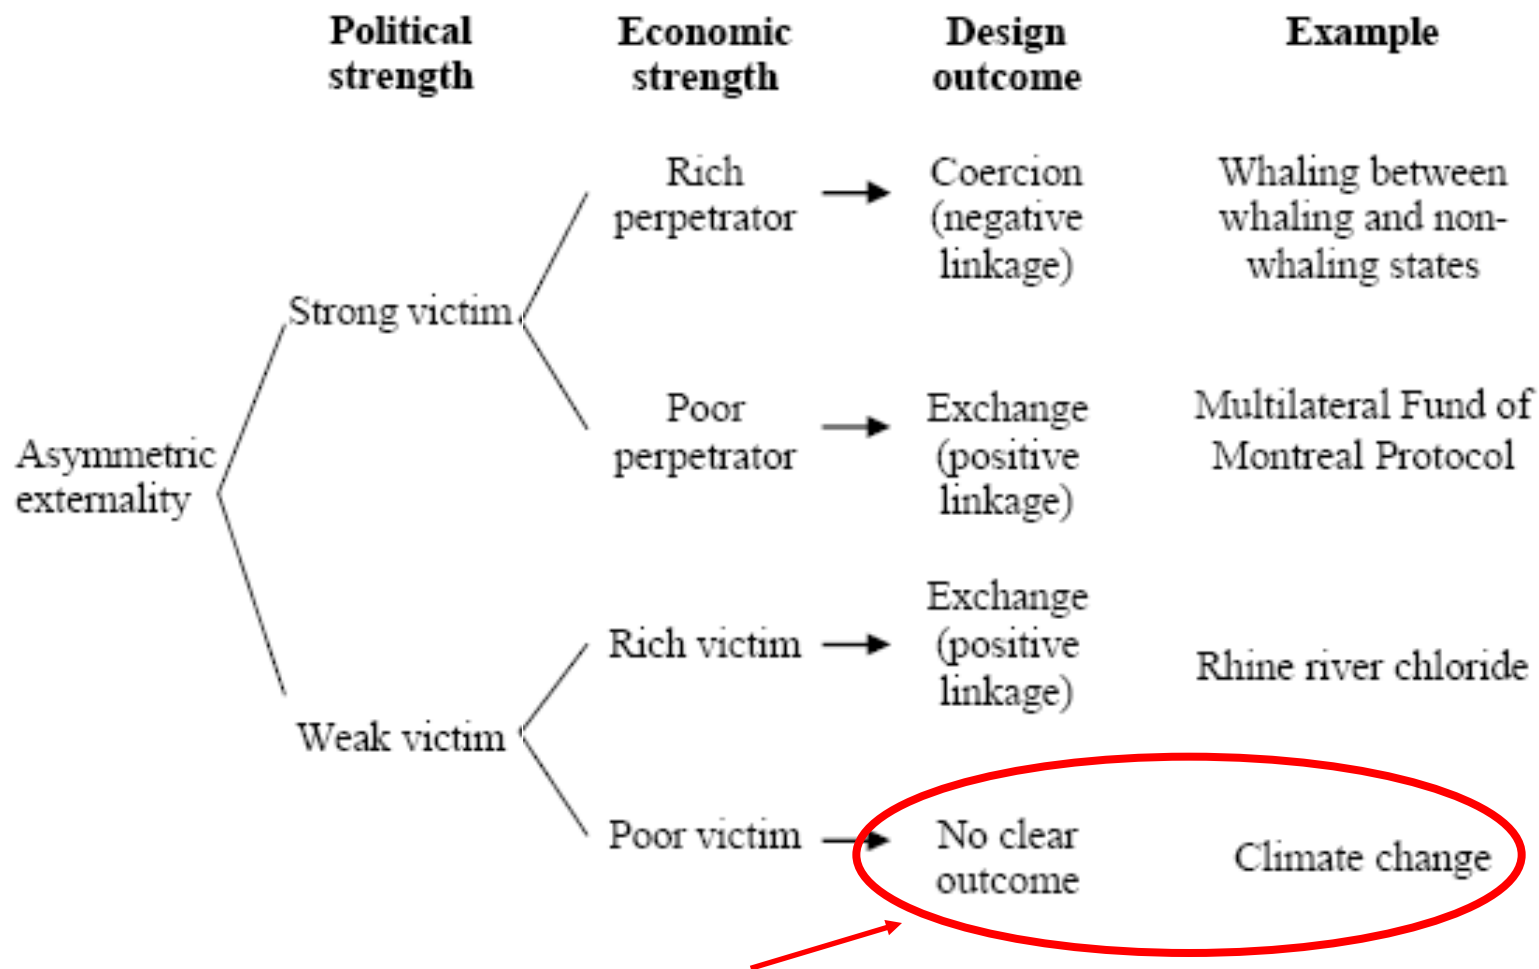 Political
strength
Economic
strength
Design
outcome
Example
Asymmetric
externality
Strong victim
Rich
perpetrator
Coercion
(negative
linkage)
Whaling between
whaling and non-
whaling states
Poor
perpetrator
Exchange
(positive
linkage)
Multilateral Fund of
Montreal Protocol
Weak victim
Rich victim
Exchange
(positive
linkage)
Rhine river chloride
Poor victim
No clear
outcome
Climate change